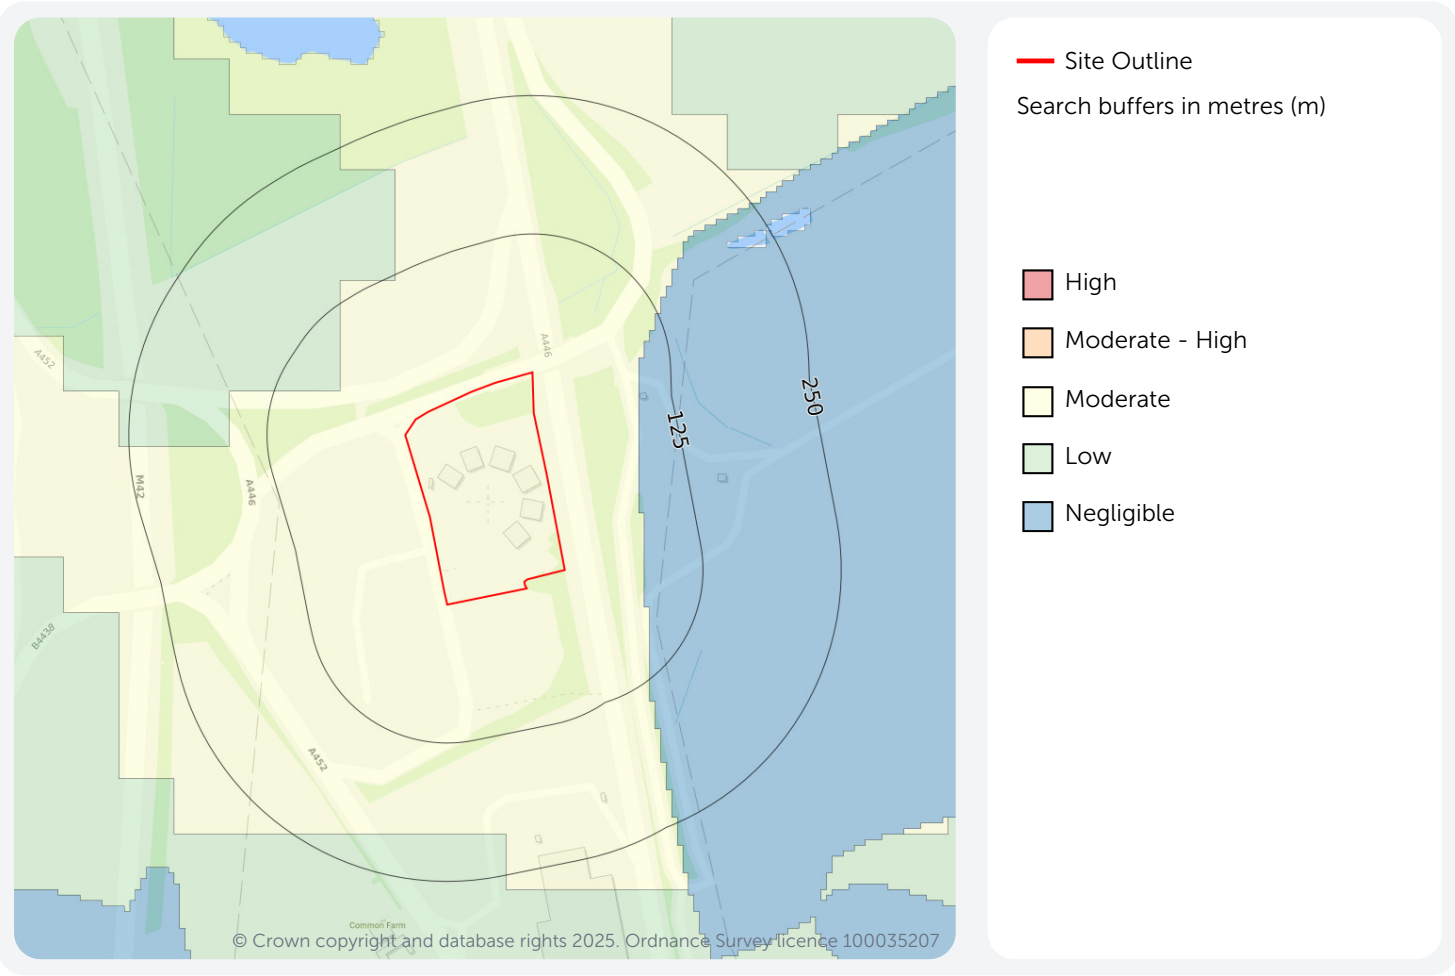 Site Outline
Search buffers in metres (m)
High
Moderate - High
Moderate
Low
Negligible
A452
A446
250
125
M42
A446
B4438
A452
Common Farm
© Crown copyright and database rights 2025. Ordnance Survey licence 100035207